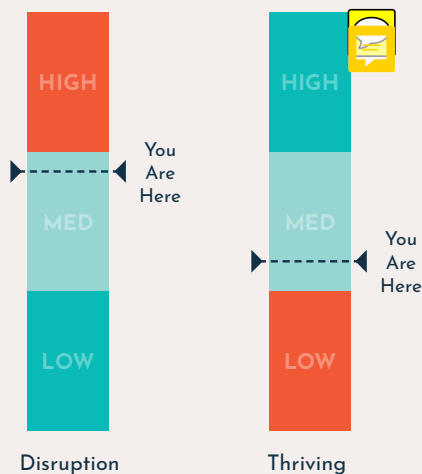 HIGH
MED
LOW
You
Are
Here
Disruption
HIGH
MED
LOW
You
Are
Here
Thriving